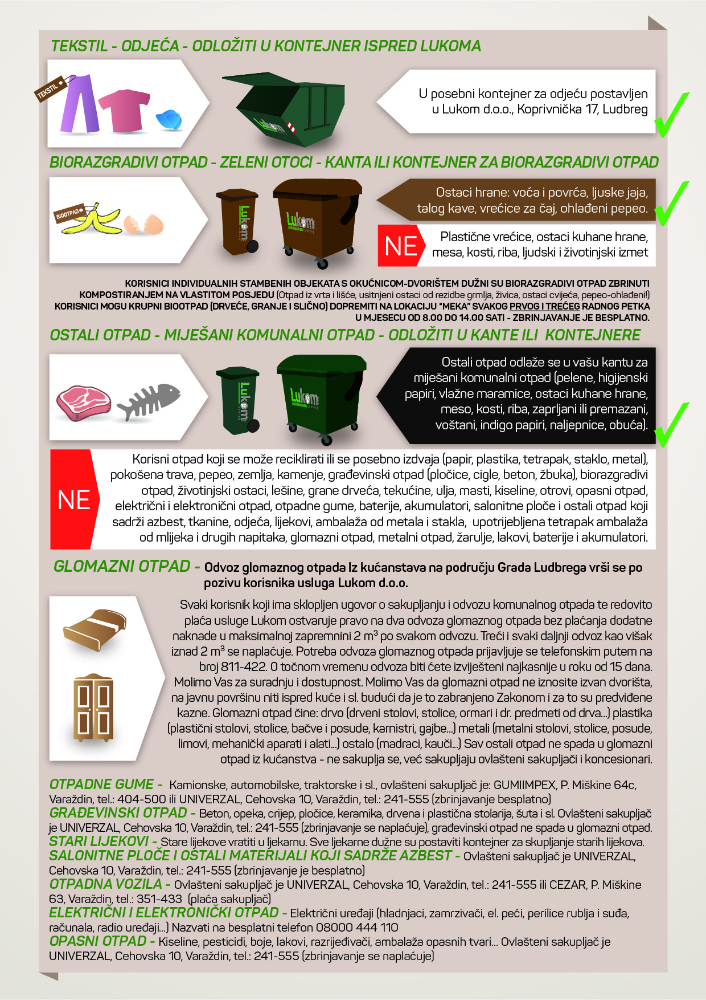 TEKSTIL - ODJEĆA - ODLOŽITI U KONTEJNER ISPRED LUKOMA
TEKSTIL
Lukom
U posebni kontejner za odjeću postavljen
u Lukom d.o.o., Koprivnička 17, Ludbreg
BIORAZGRADIVI OTPAD - ZELENI OTOCI - KANTA ILI KONTEJNER ZA BIORAZGRADIVI OTPAD
BIOOTPAD
Lukom
Lukom
Ludbreg
Ostaci hrane: voća i povrća, ljuske jaja,
talog kave, vrećice za čaj, ohlađeni pepeo.
NE
Plastične vrećice, ostaci kuhane hrane,
mesa, kosti, riba, ljudski i životinjski izmet
KORISNICI INDIVIDUALNIH STAMBENIH OBJEKATA S OKUĆNICOM-DVORIŠTEM DUŽNI SU BIORAZGRADIVI OTPAD ZBRINUTI
KOMPOSTIRANJEM NA VLASTITOM POSJEDU (Otpad iz vrta i lišće, usitnjeni ostaci od rezidbe grmlja, živica, ostaci cvijeća, pepeo-ohlađeni!)
KORISNICI MOGU KRUPNI BIOOTPAD (DRVEĆE, GRANJE I SLIČNO) DOPREMITI NA LOKACIJU “MEKA” SVAKOG PRVOG I TREĆEG RADNOG PETKA
U MJESECU OD 8.00 DO 14.00 SATI - ZBRINJAVANJE JE BESPLATNO.
OSTALI OTPAD - MIJEŠANI KOMUNALNI OTPAD - ODLOŽITI U KANTE ILI KONTEJNERE
Lukom
Lukom
Ludbreg
Ostali otpad odlaže se u vašu kantu za
miješani komunalni otpad (pelene, higijenski
papiri, vlažne maramice, ostaci kuhane hrane,
meso, kosti, riba, zaprljani ili premazani,
voštani, indigo papiri, naljepnice, obuća).
NE
Korisni otpad koji se može reciklirati ili se posebno izdvaja (papir, plastika, tetrapak, staklo, metal),
pokošena trava, pepeo, zemlja, kamenje, građevinski otpad (pločice, cigle, beton, žbuka), biorazgradivi
otpad, životinjski ostaci, lešine, grane drveća, tekućine, ulja, masti, kiseline, otrovi, opasni otpad,
električni i elektronični otpad, otpadne gume, baterije, akumulatori, salonitne ploče i ostali otpad koji
sadrži azbest, tkanine, odjeća, lijekovi, ambalaža od metala i stakla, upotrijebljena tetrapak ambalaža
od mlijeka i drugih napitaka, glomazni otpad, metalni otpad, žarulje, lakovi, baterije i akumulatori.
GLOMAZNI OTPAD - Odvoz glomaznog otpada Iz kućanstava na području Grada Ludbrega vrši se po
pozivu korisnika usluga Lukom d.o.o.
Svaki korisnik koji ima sklopljen ugovor o sakupljanju i odvozu komunalnog otpada te redovito
plaća usluge Lukom ostvaruje pravo na dva odvoza glomaznog otpada bez plaćanja dodatne
naknade u maksimalnoj zapremnini 2 m³ po svakom odvozu. Treći i svaki daljnji odvoz kao višak
iznad 2 m³ se naplaćuje. Potreba odvoza glomaznog otpada prijavljuje se telefonskim putem na
broj 811-422. O točnom vremenu odvoza biti ćete izviješteni najkasnije u roku od 15 dana.
Molimo Vas za suradnju i dostupnost. Molimo Vas da glomazni otpad ne iznosite izvan dvorišta,
na javnu površinu niti ispred kuće i sl. budući da je to zabranjeno Zakonom i za to su predviđene
kazne. Glomazni otpad čine: drvo (drveni stolovi, stolice, ormari i dr. predmeti od drva...) plastika
(plastični stolovi, stolice, bačve i posude, karnistri, gajbe...) metali (metalni stolovi, stolice, posude,
limovi, mehanički aparati i alati...) ostalo (madraci, kauči...) Sav ostali otpad ne spada u glomazni
otpad iz kućanstva - ne sakuplja se, već sakupljaju ovlašteni sakupljači i koncesionari.
OTPADNE GUME - Kamionske, automobilske, traktorske i sl., ovlašteni sakupljač je: GUMIIMPEX, P. Miškine 64c,
Varaždin, tel.: 404-500 ili UNIVERZAL, Cehovska 10, Varaždin, tel.: 241-555 (zbrinjavanje besplatno)
GRAĐEVINSKI OTPAD - Beton, opeka, crijep, pločice, keramika, drvena i plastična stolarija, šuta i sl. Ovlašteni sakupljač
je UNIVERZAL, Cehovska 10, Varaždin, tel.: 241-555 (zbrinjavanje se naplaćuje), građevinski otpad ne spada u glomazni otpad.
STARI LIJEKOVI - Stare lijekove vratiti u ljekarnu. Sve ljekarne dužne su postaviti kontejner za skupljanje starih lijekova.
SALONITNE PLOČE I OSTALI MATERIJALI KOJI SADRŽE AZBEST - Ovlašteni sakupljač je UNIVERZAL,
Cehovska 10, Varaždin, tel.: 241-555 (zbrinjavanje je besplatno)
OTPADNA VOZILA - Ovlašteni sakupljač je UNIVERZAL, Cehovska 10, Varaždin, tel.: 241-555 ili CEZAR, P. Miškine
63, Varaždin, tel.: 351-433 (plaća sakupljač)
ELEKTRIČNI I ELEKTRONIČKI OTPAD - Električni uređaji (hladnjaci, zamrzivači, el. peći, perilice rublja i suđa,
računala, radio uređaji...) Nazvati na besplatni telefon 08000 444 110
OPASNI OTPAD - Kiseline, pesticidi, boje, lakovi, razrijeđivači, ambalaža opasnih tvari... Ovlašteni sakupljač je
UNIVERZAL, Cehovska 10, Varaždin, tel.: 241-555 (zbrinjavanje se naplaćuje)